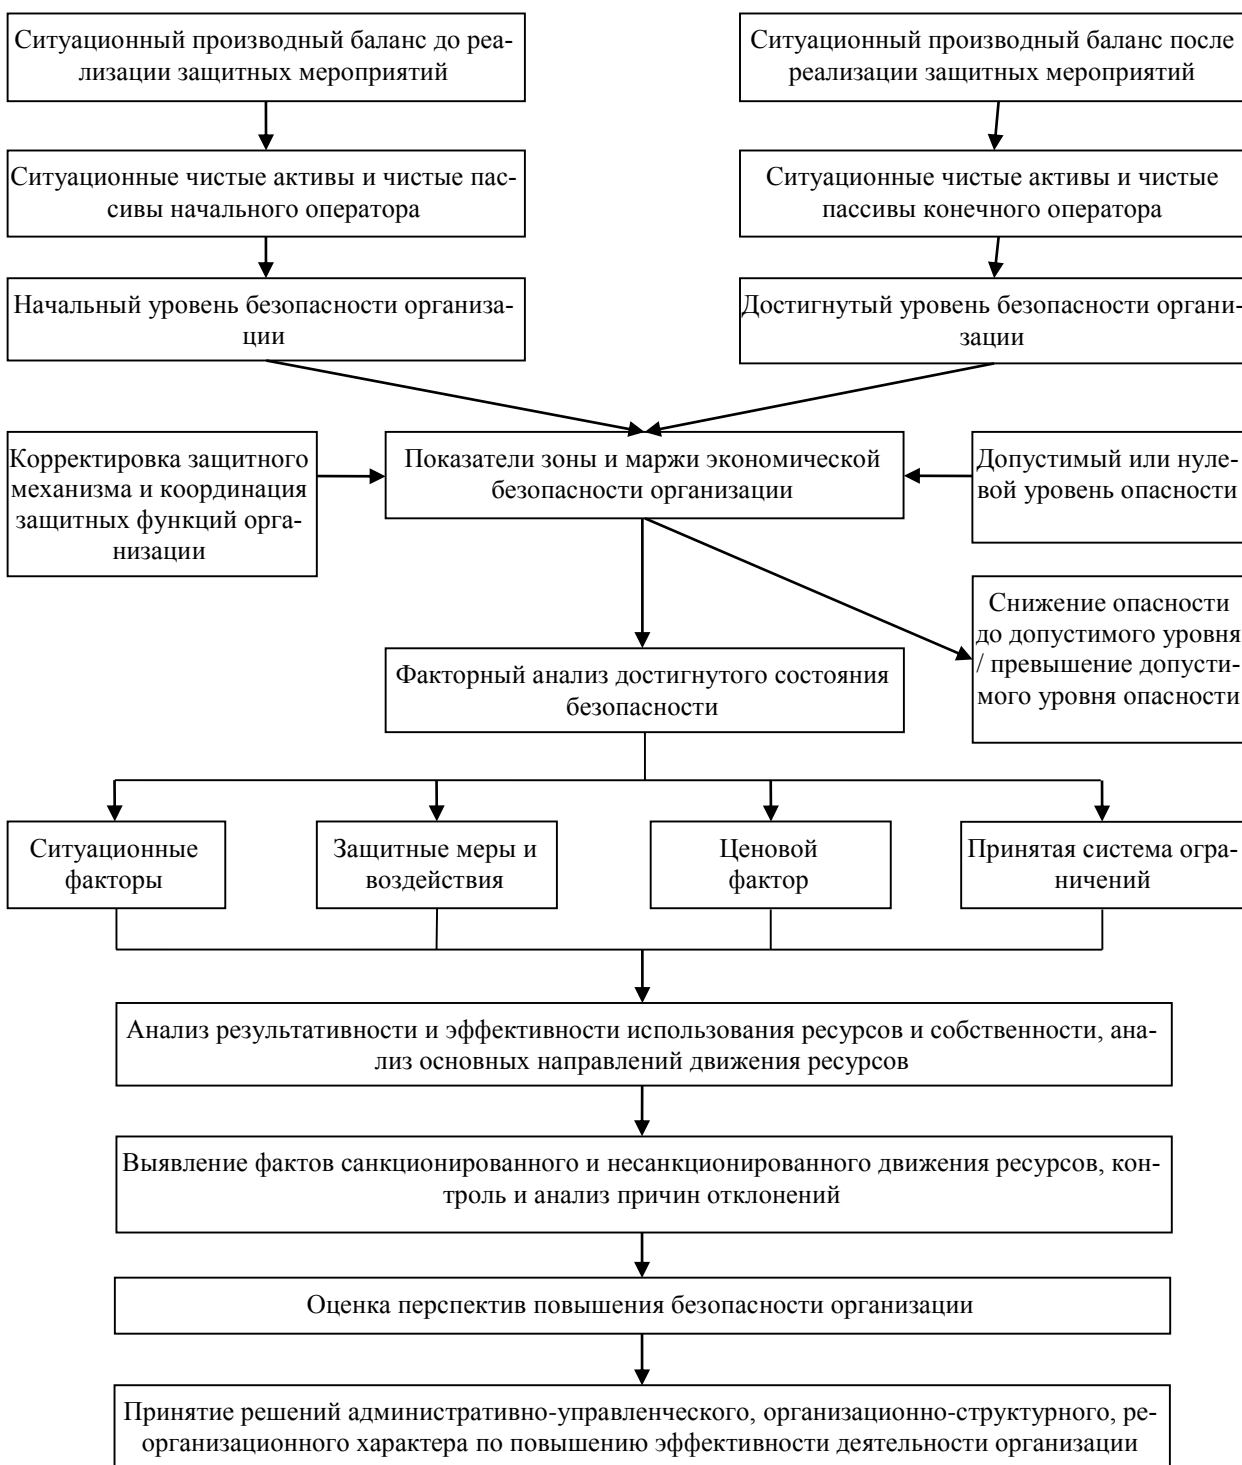 Ситуационный производный баланс до реа-
лизации защитных мероприятий
Ситуационный производный баланс после
реализации защитных мероприятий
Ситуационные чистые активы и чистые пас-
сивы начального оператора
Ситуационные чистые активы и чистые
пассивы конечного оператора
Начальный уровень безопасности организа-
ции
Достигнутый уровень безопасности органи-
зации
Корректировка защитного
механизма и координация
защитных функций орга-
низации
Показатели зоны и маржи экономической
безопасности организации
Допустимый или нуле-
вой уровень опасности
Снижение опасности
до допустимого уровня
/ превышение допусти-
мого уровня опасности
Факторный анализ достигнутого состояния
безопасности
Ситуационные
факторы
Защитные меры и
воздействия
Ценовой
фактор
Принятая система огра-
ничений
Анализ результативности и эффективности использования ресурсов и собственности, ана-
лиз основных направлений движения ресурсов
Выявление фактов санкционированного и несанкционированного движения ресурсов, кон-
троль и анализ причин отклонений
Оценка перспектив повышения безопасности организации
Принятие решений административно-управленческого, организационно-структурного, ре-
организационного характера по повышению эффективности деятельности организации